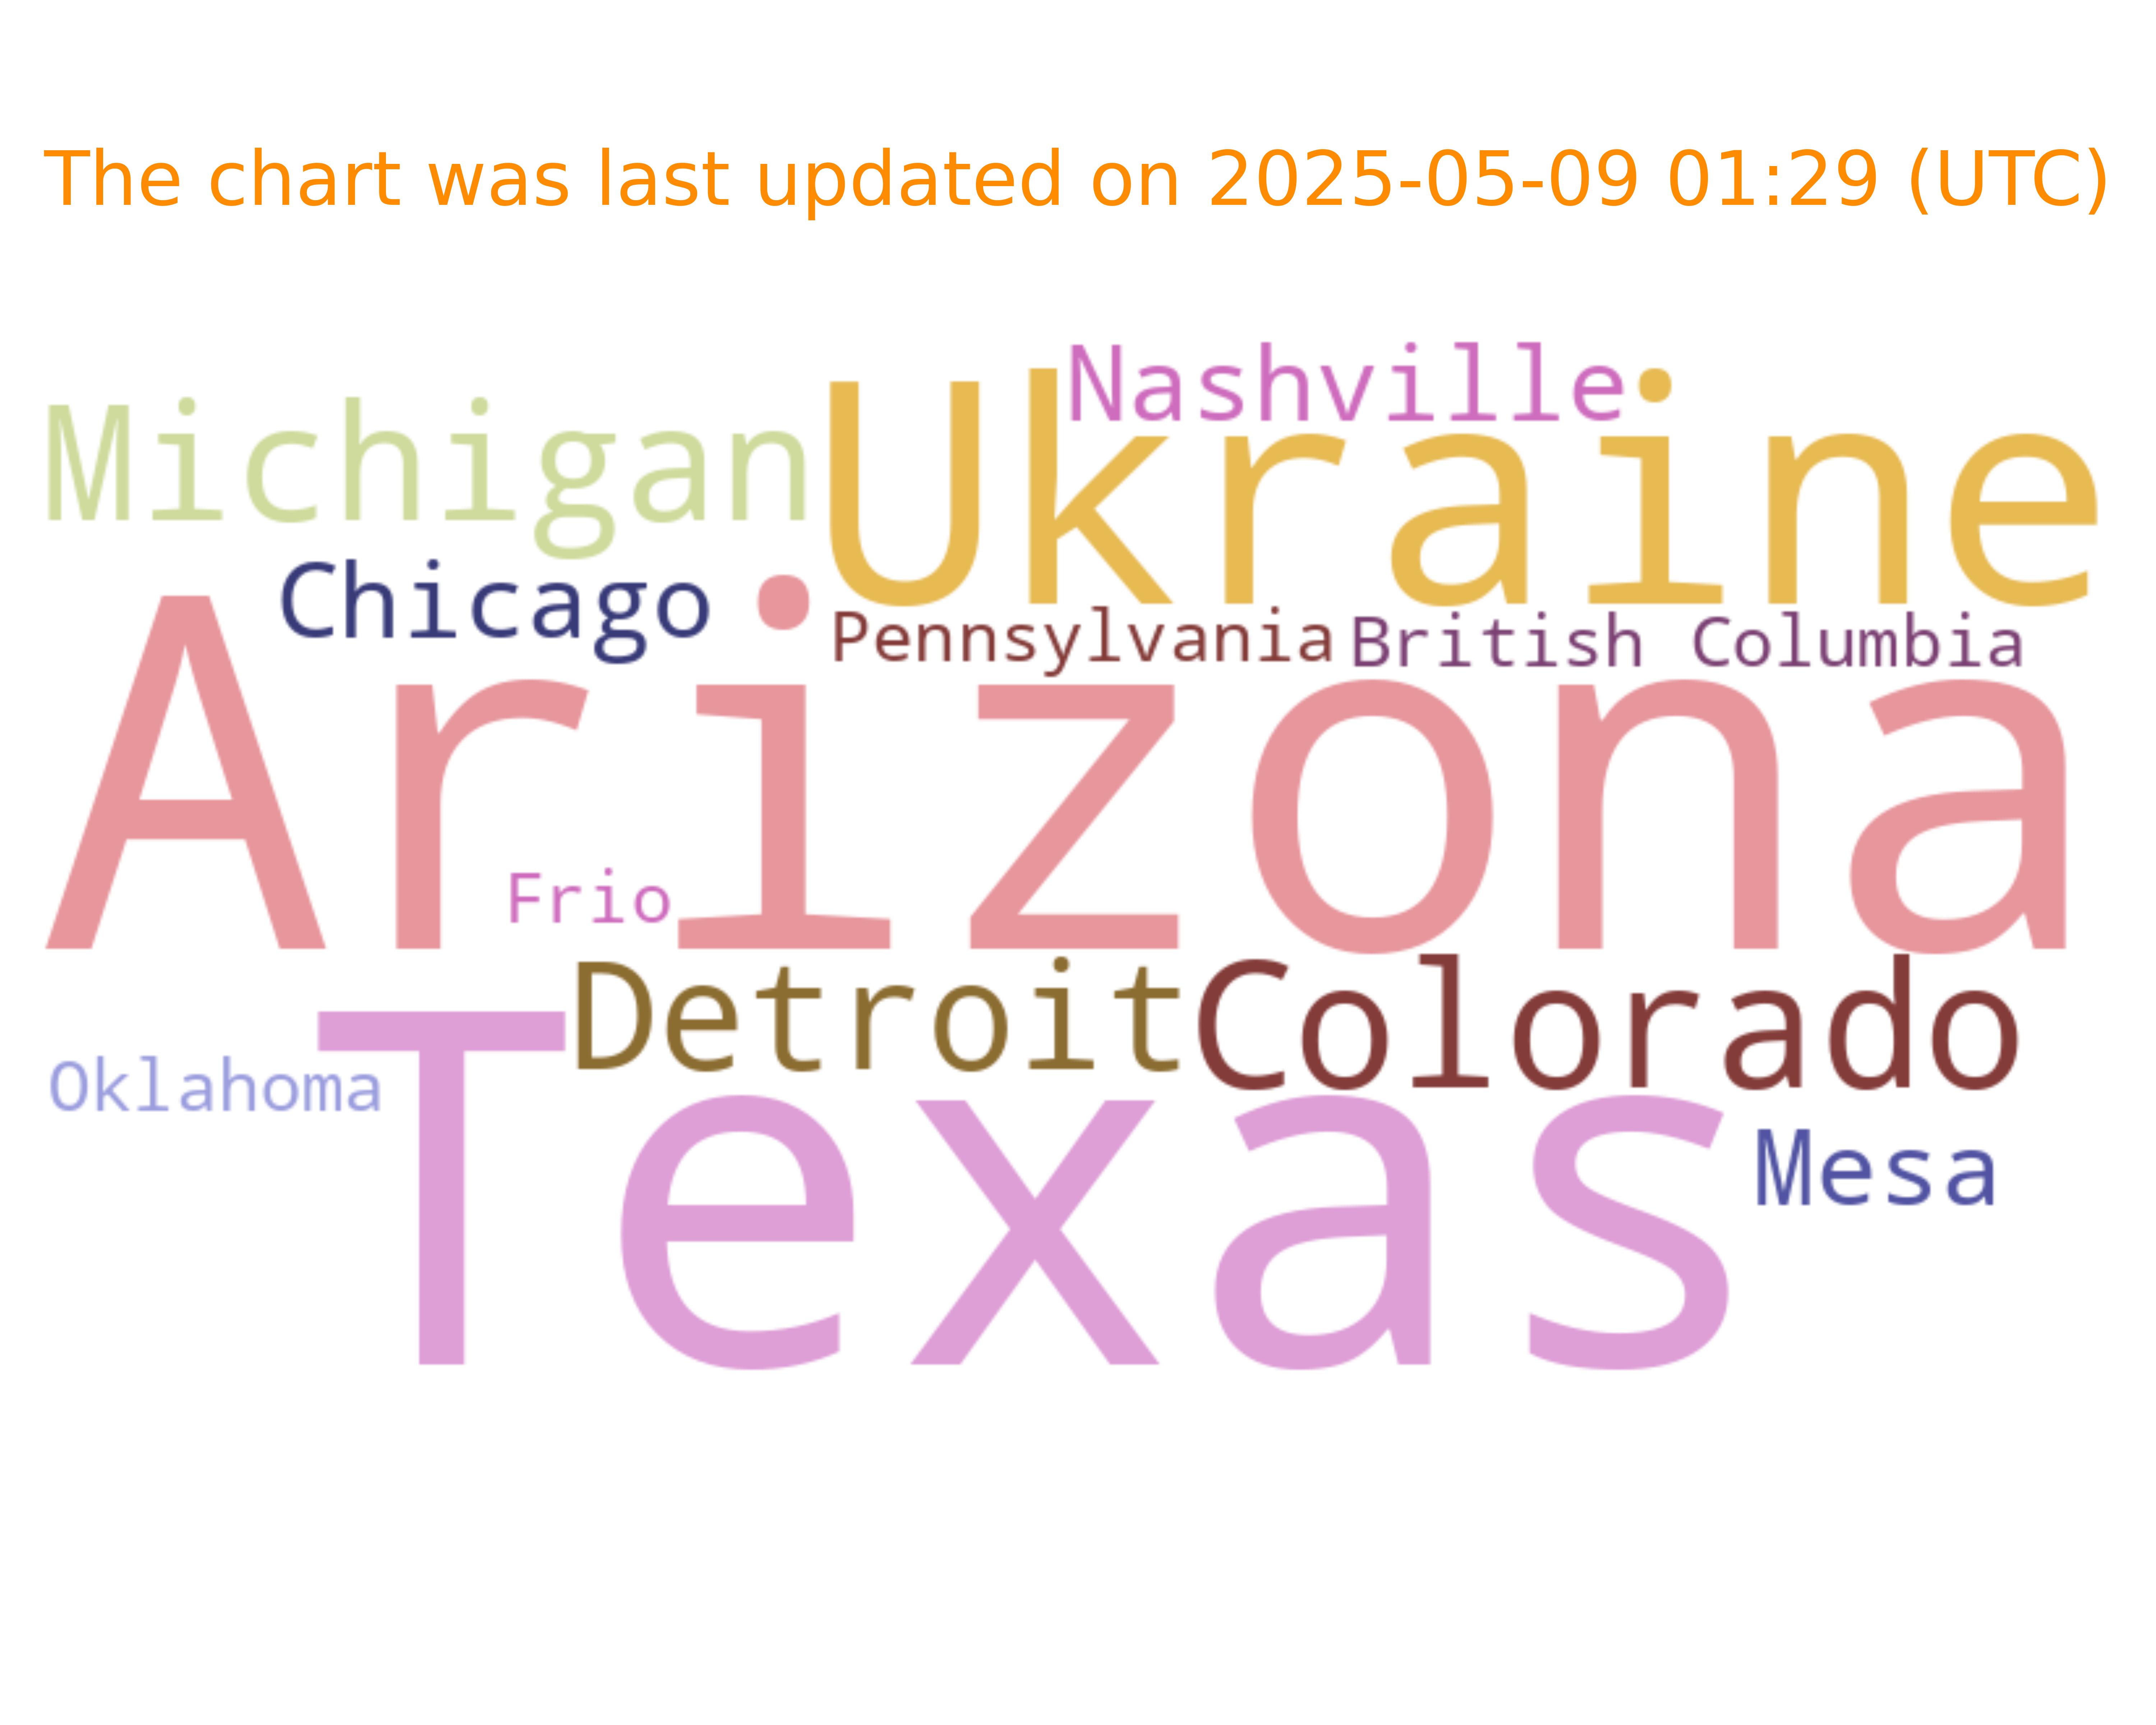 The chart was last updated on 2025-05-09 01:29 (UTC)
Nashville
Michigan
Ukraine
Chicago
Pennsylvania
British Columbia
Arizona
Frio
Detroit
Colorado
Oklahoma
Texas
Mesa